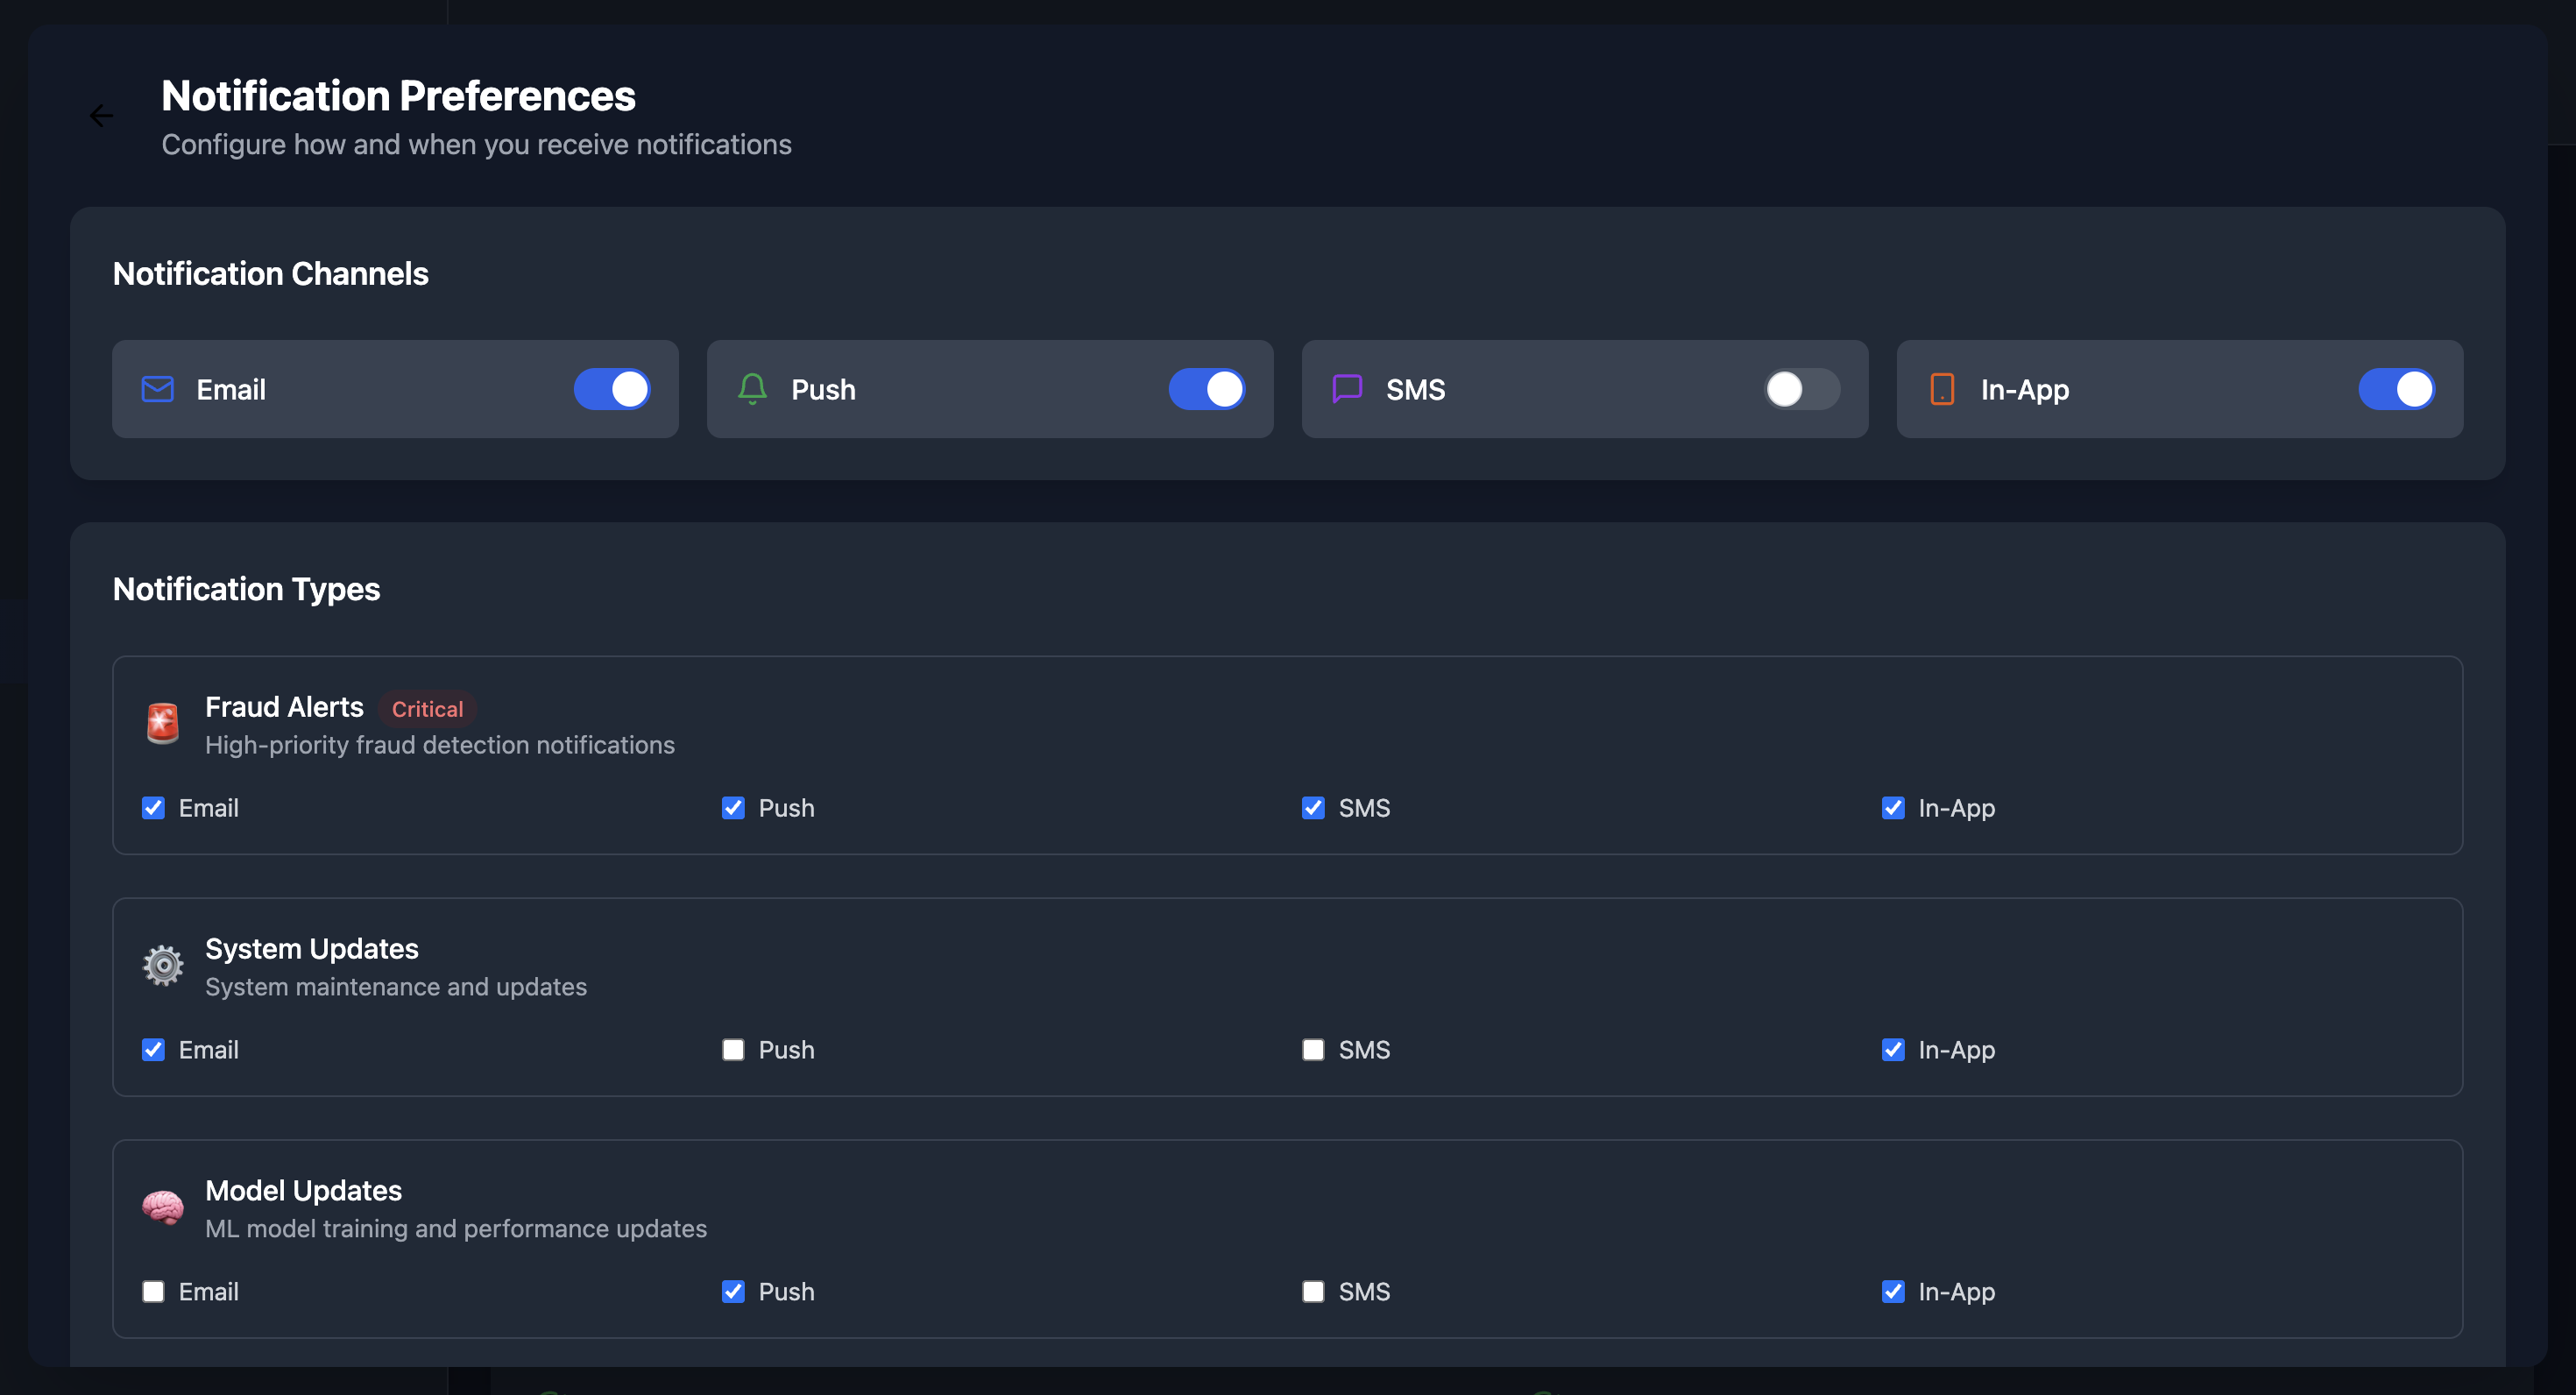 Notification Preferences
Configure how and when you receive notifications
Notification Channels
Email
Push
SMS
In-App
Notification Types
Fraud Alerts Critical
High-priority fraud detection notifications
Email Push SMS In-App
System Updates
System maintenance and updates
Email Push SMS In-App
Model Updates
ML model training and performance updates
Email Push SMS In-App